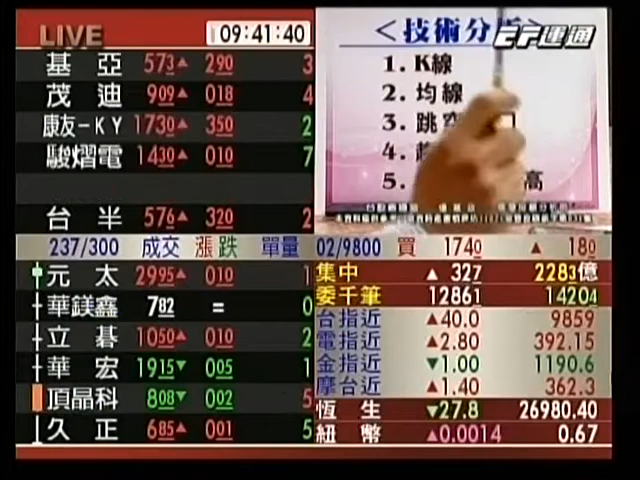 LIVE 09:41:40
基亞 573▲ 290 3
茂迪 909▲ 018 4
康友-KY 1730▲ 350 2
駿熠電 1430▲ 010 7
台半 576▲ 320 2
237/300 成交 漲跌 單量
元太 2995▲ 010 1
華鎂鑫 782 = 0
立碁 1050▲ 010 2
華宏 1915▼ 005 1
頂晶科 808▼ 002 5
久正 685▲ 001 5
<技術分
EF運通
1.K線
2.均線
3.跳空
4.
5. 高
02/9800 買 1740 ▲ 180
集中 ▲ 327 2283億
委千筆 12861 14204
台指近 ▲40.0 9859
電指近 ▲2.80 392.15
金指近 ▼1.00 1190.6
摩台近 ▲1.40 362.3
恆生 ▼27.8 26980.40
紐幣 ▲0.0014 0.67